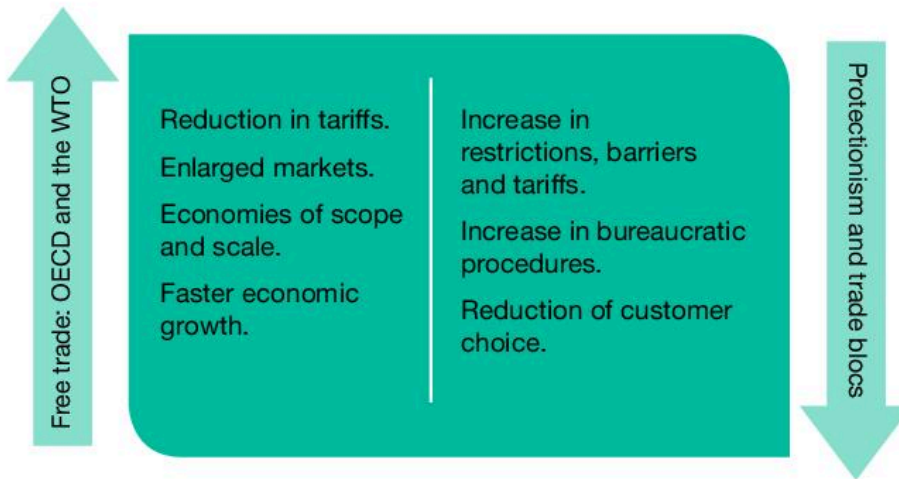 Free trade: OECD and the WTO
Reduction in tariffs.
Enlarged markets.
Economies of scope
and scale.
Faster economic
growth.
Increase in
restrictions, barriers
and tariffs.
Increase in bureaucratic
procedures.
Reduction of customer
choice.
Protectionism and trade blocs